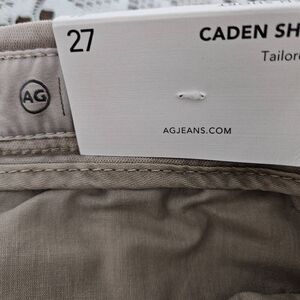 27
CADEN SH
Tailore
AG
AGJEANS.COM